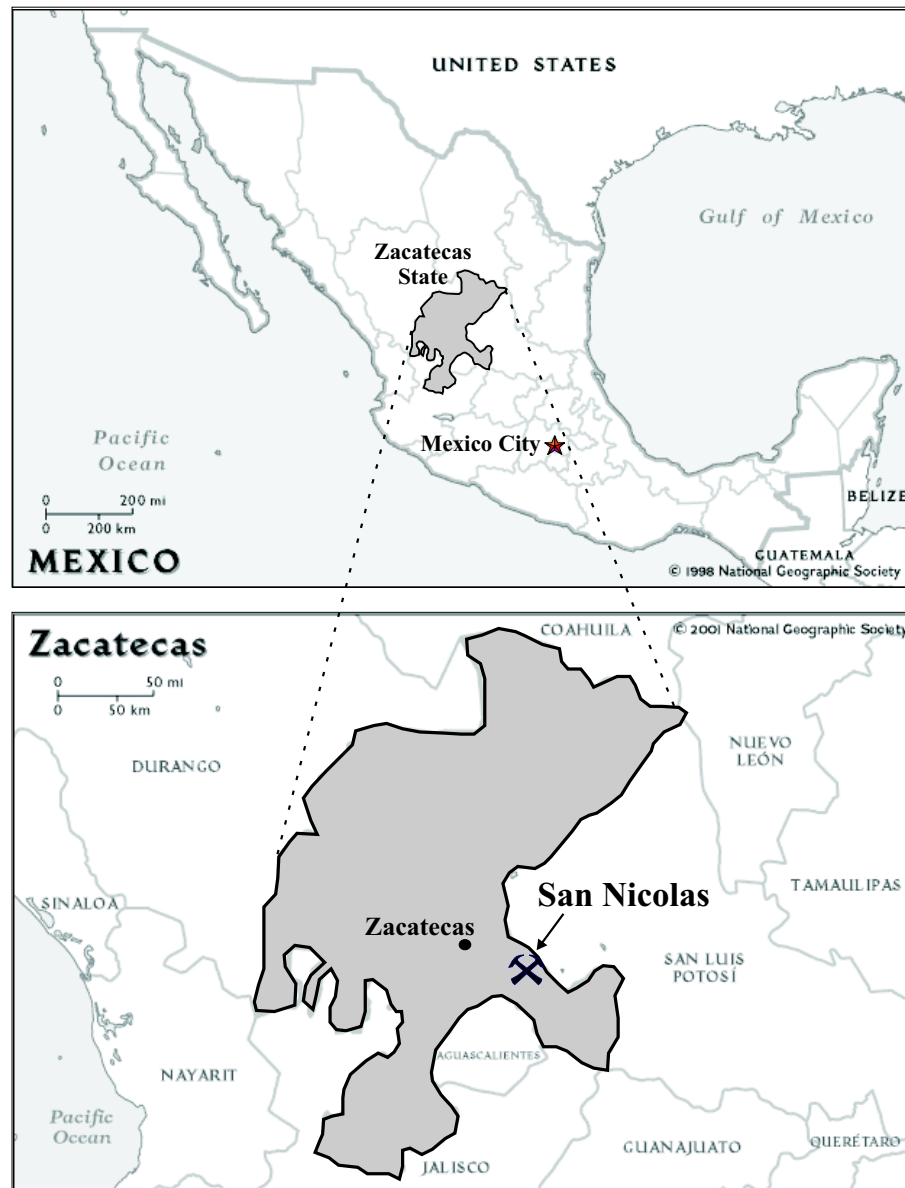 UNITED STATES
Gulf of Mexico
Zacatecas
State
Mexico City
Pacific
Ocean
0 200 mi
0 200 km
BELIZE
MEXICO
GUATEMALA
© 1998 National Geographic Society
Zacatecas
COAHUILA
© 2001 National Geographic Society
0 50 mi
0 50 km
NUEVO
LEÓN
DURANGO
SINALOA
TAMAULIPAS
San Nicolas
Zacatecas
SAN LUIS
POTOSÍ
AGUASCALIENTES
NAYARIT
Pacific
Ocean
GUANAJUATO
QUERÉTARO
JALISCO